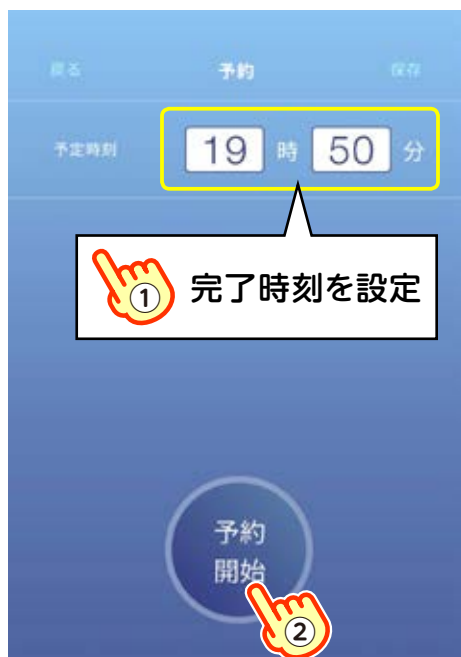 戻る 予約 保存
予定時刻 19 時 50 分
① 完了時刻を設定
予約
開始
②